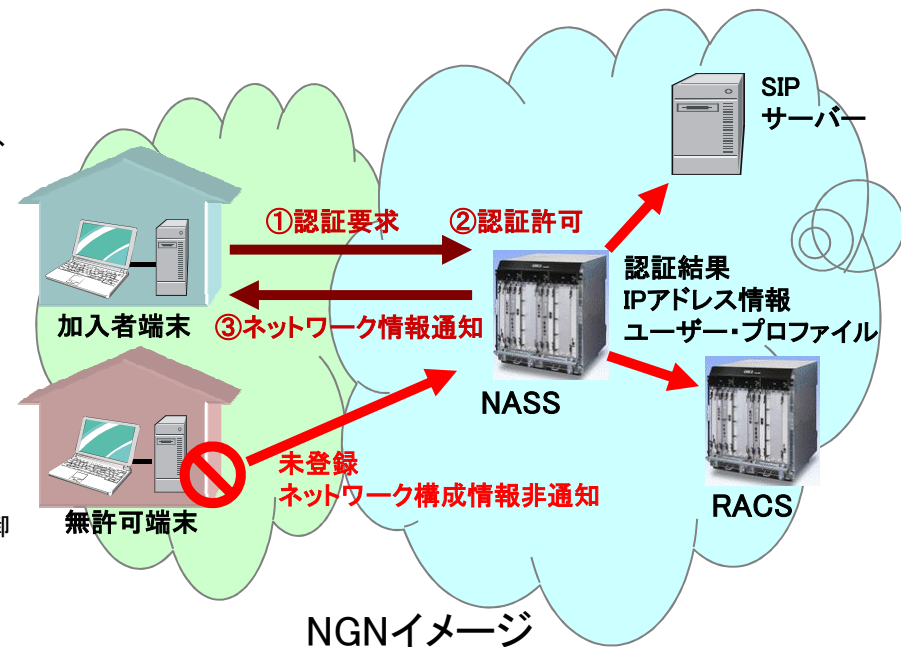 SIP
サーバー
①認証要求
②認証許可
認証結果
IPアドレス情報
ユーザー・プロファイル
加入者端末
③ネットワーク情報通知
NASS
未登録
ネットワーク構成情報非通知
RACS
無許可端末
御
NGNイメージ